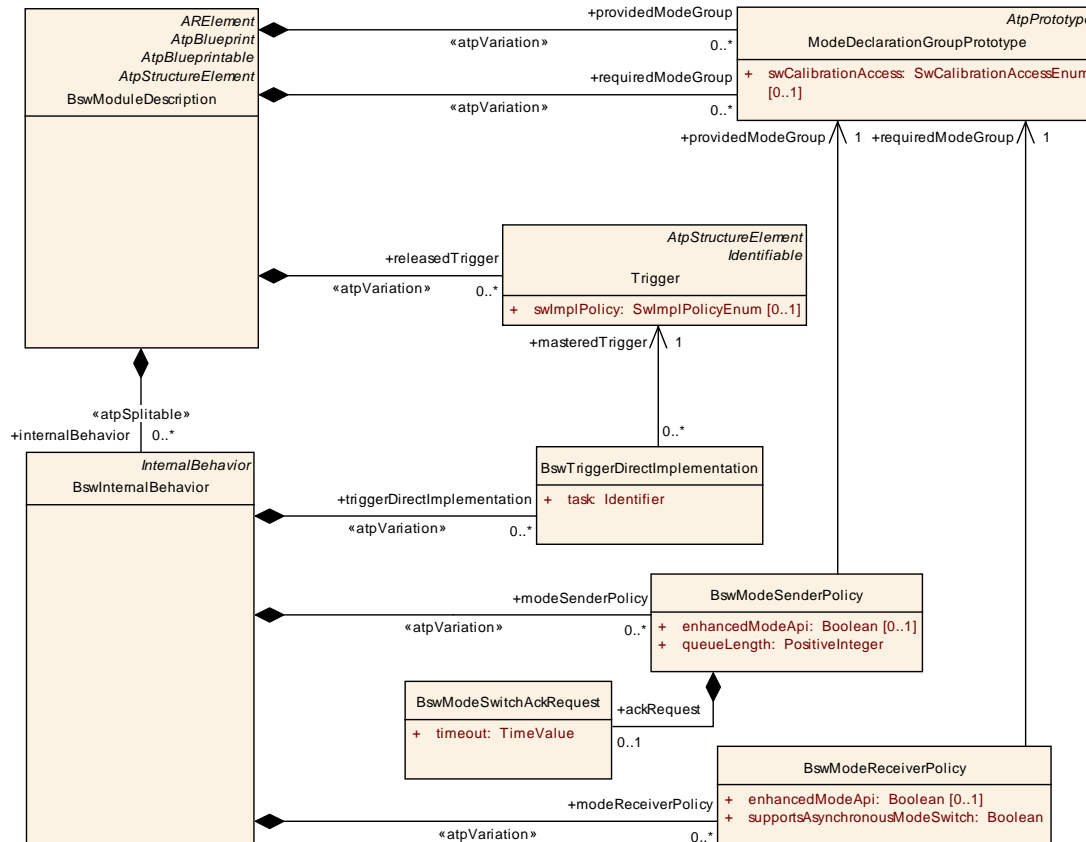 ARElement
AtpBlueprint
AtpBlueprintable
AtpStructureElement
BswModuleDescription
+providedModeGroup
«atpVariation»
0..*
+requiredModeGroup
«atpVariation»
0..*
AtpPrototype
ModeDeclarationGroupPrototype
+ swCalibrationAccess: SwCalibrationAccessEnum
[0..1]
+providedModeGroup 1
+requiredModeGroup 1
+releasedTrigger
«atpVariation» 0..*
AtpStructureElement
Identifiable
Trigger
+ swImplPolicy: SwImplPolicyEnum [0..1]
+masteredTrigger 1
0..*
«atpSplitable»
+internalBehavior 0..*
InternalBehavior
BswInternalBehavior
+triggerDirectImplementation
«atpVariation» 0..*
BswTriggerDirectImplementation
+ task: Identifier
+modeSenderPolicy
«atpVariation» 0..*
BswModeSenderPolicy
+ enhancedModeApi: Boolean [0..1]
+ queueLength: PositiveInteger
BswModeSwitchAckRequest
+ timeout: TimeValue
+ackRequest
0..1
BswModeReceiverPolicy
+ enhancedModeApi: Boolean [0..1]
+ supportsAsynchronousModeSwitch: Boolean
+modeReceiverPolicy
«atpVariation» 0..*